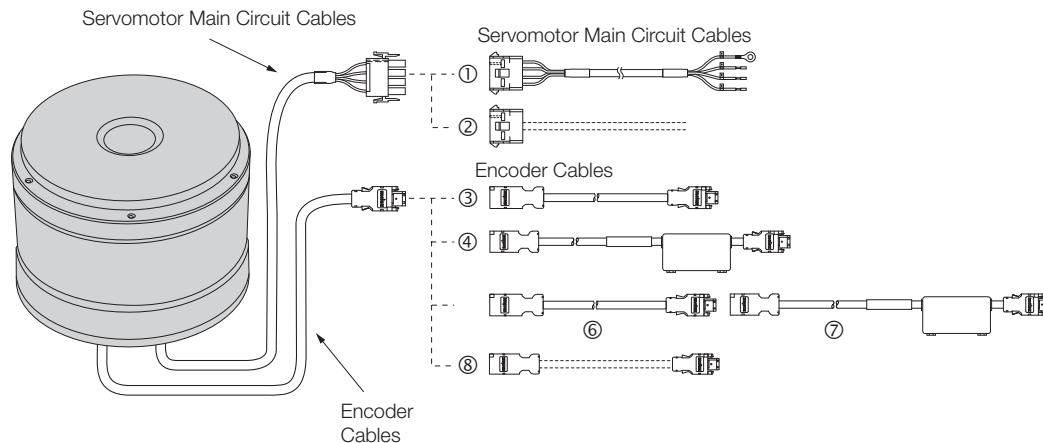 Servomotor Main Circuit Cables
Servomotor Main Circuit Cables
①
②
Encoder Cables
③
④
⑥ ⑦
⑧
Encoder
Cables